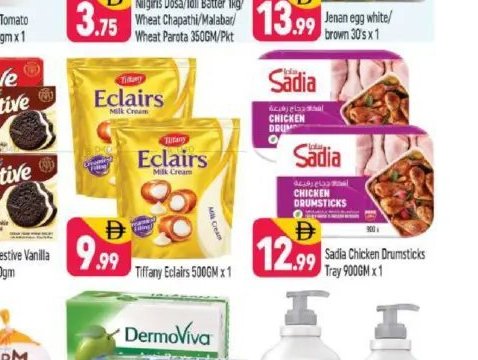 Tomato
gm x 1
3.75
Nilgiris Dosa/Idli Batter 1kg/
Wheat Chapathi/Malabar/
Wheat Parota 350GM/Pkt
13.99
Jenan egg white/
brown 30's x 1
tive
tive
estive Vanilla
0gm
Tiffany
Eclairs
Milk Cream
Tiffany
Eclairs
Milk Cream
Milk Cream
9.99
Tiffany Eclairs 500GM x 1
Sadia
CHICKEN
DRUM
Sadia
CHICKEN
DRUMSTICKS
900 g
12.99
Sadia Chicken Drumsticks
Tray 900GM x 1
DermoViva